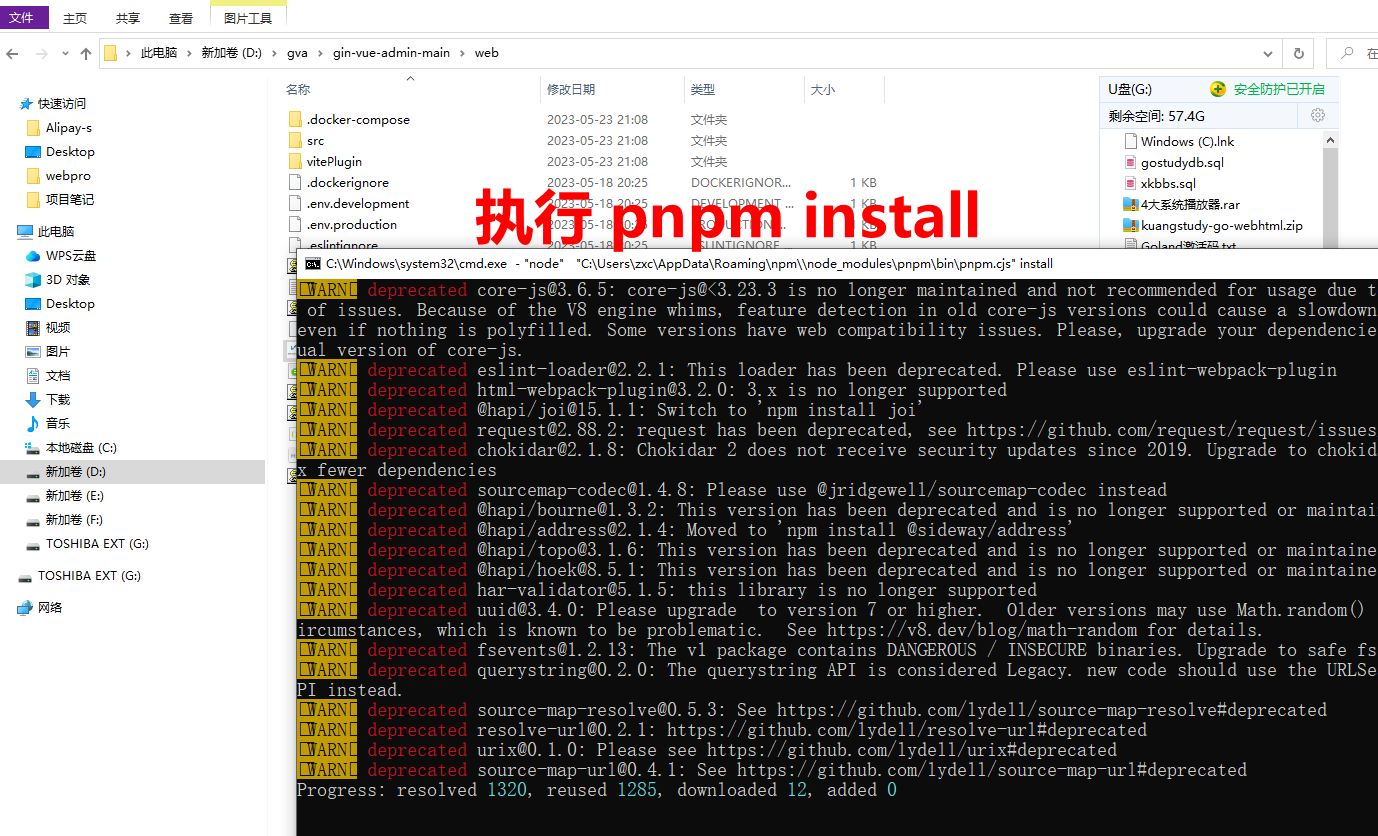 文件 主页 共享 查看 图片工具
此电脑 › 新加卷 (D:) › gva › gin-vue-admin-main › web
在
名称 修改日期 类型 大小
快速访问
Alipay-s
Desktop
webpro
项目笔记
此电脑
WPS云盘
3D 对象
Desktop
视频
图片
文档
下载
音乐
本地磁盘 (C:)
新加卷 (D:)
新加卷 (E:)
新加卷 (F:)
TOSHIBA EXT (G:)
TOSHIBA EXT (G:)
网络
.docker-compose 2023-05-23 21:08 文件夹
src 2023-05-23 21:08 文件夹
vitePlugin 2023-05-23 21:08 文件夹
.dockerignore 2023-05-18 20:25 DOCKERIGNOR... 1 KB
.env.development 2023-05-18 20:25 DEVELOPMENT ... 1 KB
.env.production 2023-05-18 20:25
.eslintignore 2023-05-18 20:25
执行 pnpm install
U盘(G:) 安全防护已开启
剩余空间: 57.4G
Windows (C).lnk
gostudydb.sql
xkbbs.sql
4大系统播放器.rar
kuangstudy-go-webhtml.zip
Goland激活码.txt
C:\Windows\system32\cmd.exe - "node" "C:\Users\zxc\AppData\Roaming\npm\\node_modules\pnpm\bin\pnpm.cjs" install
WARN deprecated core-js@3.6.5: core-js@<3.23.3 is no longer maintained and not recommended for usage due t
of issues. Because of the V8 engine whims, feature detection in old core-js versions could cause a slowdown
even if nothing is polyfilled. Some versions have web compatibility issues. Please, upgrade your dependencie
ual version of core-js.
WARN deprecated eslint-loader@2.2.1: This loader has been deprecated. Please use eslint-webpack-plugin
WARN deprecated html-webpack-plugin@3.2.0: 3.x is no longer supported
WARN deprecated @hapi/joi@15.1.1: Switch to 'npm install joi'
WARN deprecated request@2.88.2: request has been deprecated, see https://github.com/request/request/issues
WARN deprecated chokidar@2.1.8: Chokidar 2 does not receive security updates since 2019. Upgrade to chokid
x fewer dependencies
WARN deprecated sourcemap-codec@1.4.8: Please use @jridgewell/sourcemap-codec instead
WARN deprecated @hapi/bourne@1.3.2: This version has been deprecated and is no longer supported or maintai
WARN deprecated @hapi/address@2.1.4: Moved to 'npm install @sideway/address'
WARN deprecated @hapi/topo@3.1.6: This version has been deprecated and is no longer supported or maintaine
WARN deprecated @hapi/hoek@8.5.1: This version has been deprecated and is no longer supported or maintaine
WARN deprecated har-validator@5.1.5: this library is no longer supported
WARN deprecated uuid@3.4.0: Please upgrade  to version 7 or higher.  Older versions may use Math.random()
ircumstances, which is known to be problematic.  See https://v8.dev/blog/math-random for details.
WARN deprecated fsevents@1.2.13: The v1 package contains DANGEROUS / INSECURE binaries. Upgrade to safe fs
WARN deprecated querystring@0.2.0: The querystring API is considered Legacy. new code should use the URLSe
PI instead.
WARN deprecated source-map-resolve@0.5.3: See https://github.com/lydell/source-map-resolve#deprecated
WARN deprecated resolve-url@0.2.1: https://github.com/lydell/resolve-url#deprecated
WARN deprecated urix@0.1.0: Please see https://github.com/lydell/urix#deprecated
WARN deprecated source-map-url@0.4.1: See https://github.com/lydell/source-map-url#deprecated
Progress: resolved 1320, reused 1285, downloaded 12, added 0